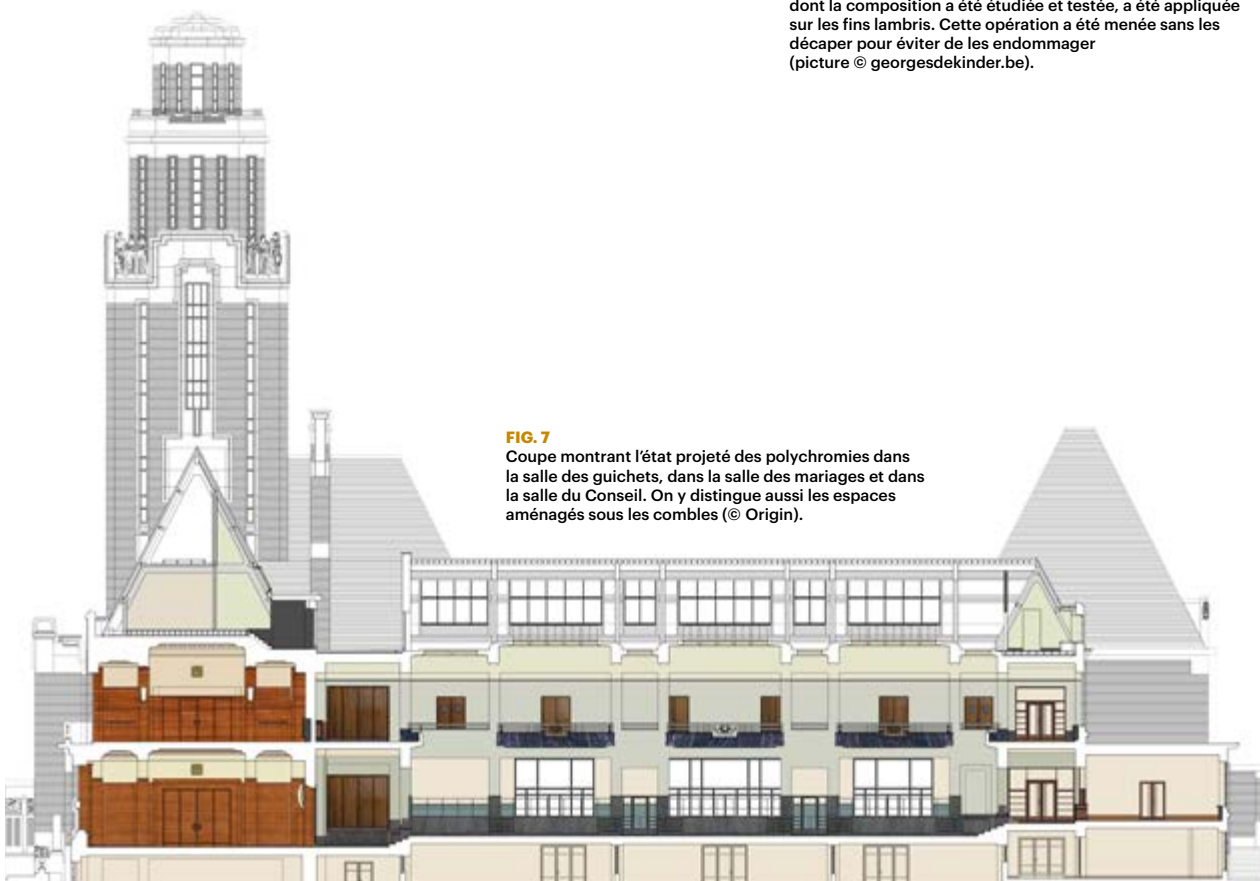 dont la composition a été étudiée et testée, a été appliquée
sur les fins lambris. Cette opération a été menée sans les
décaper pour éviter de les endommager
(picture © georgesdekinder.be).
FIG. 7
Coupe montrant l'état projeté des polychromies dans
la salle des guichets, dans la salle des mariages et dans
la salle du Conseil. On y distingue aussi les espaces
aménagés sous les combles (© Origin).